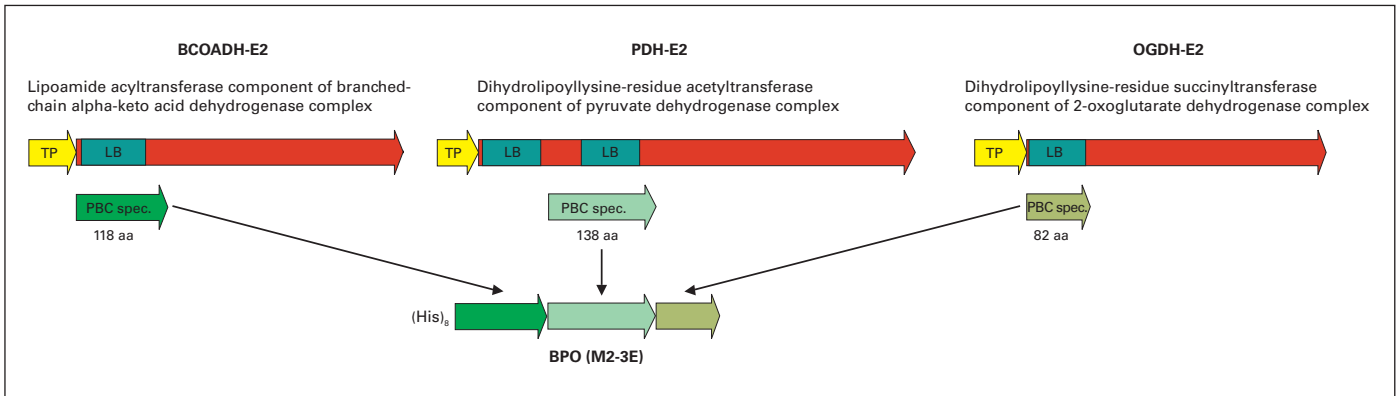 BCOADH-E2
Lipoamide acyltransferase component of branched-
chain alpha-keto acid dehydrogenase complex
TP
LB
PBC spec.
118 aa
PDH-E2
Dihydrolipoyllysine-residue acetyltransferase
component of pyruvate dehydrogenase complex
TP
LB
LB
PBC spec.
138 aa
OGDH-E2
Dihydrolipoyllysine-residue succinyltransferase
component of 2-oxoglutarate dehydrogenase complex
TP
LB
PBC spec.
82 aa
(His)₈
BPO (M2-3E)